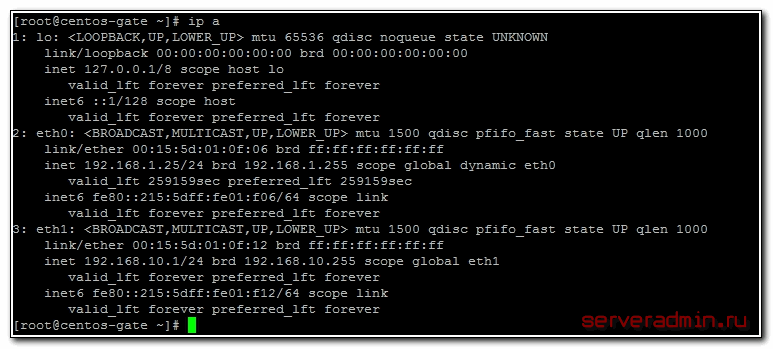 [root@centos-gate ~]# ip a
1: lo: <LOOPBACK,UP,LOWER_UP> mtu 65536 qdisc noqueue state UNKNOWN
    link/loopback 00:00:00:00:00:00 brd 00:00:00:00:00:00
    inet 127.0.0.1/8 scope host lo
       valid_lft forever preferred_lft forever
    inet6 ::1/128 scope host
       valid_lft forever preferred_lft forever
2: eth0: <BROADCAST,MULTICAST,UP,LOWER_UP> mtu 1500 qdisc pfifo_fast state UP qlen 1000
    link/ether 00:15:5d:01:0f:06 brd ff:ff:ff:ff:ff:ff
    inet 192.168.1.25/24 brd 192.168.1.255 scope global dynamic eth0
       valid_lft 259159sec preferred_lft 259159sec
    inet6 fe80::215:5dff:fe01:f06/64 scope link
       valid_lft forever preferred_lft forever
3: eth1: <BROADCAST,MULTICAST,UP,LOWER_UP> mtu 1500 qdisc pfifo_fast state UP qlen 1000
    link/ether 00:15:5d:01:0f:12 brd ff:ff:ff:ff:ff:ff
    inet 192.168.10.1/24 brd 192.168.10.255 scope global eth1
       valid_lft forever preferred_lft forever
    inet6 fe80::215:5dff:fe01:f12/64 scope link
       valid_lft forever preferred_lft forever
[root@centos-gate ~]#
serveradmin.ru